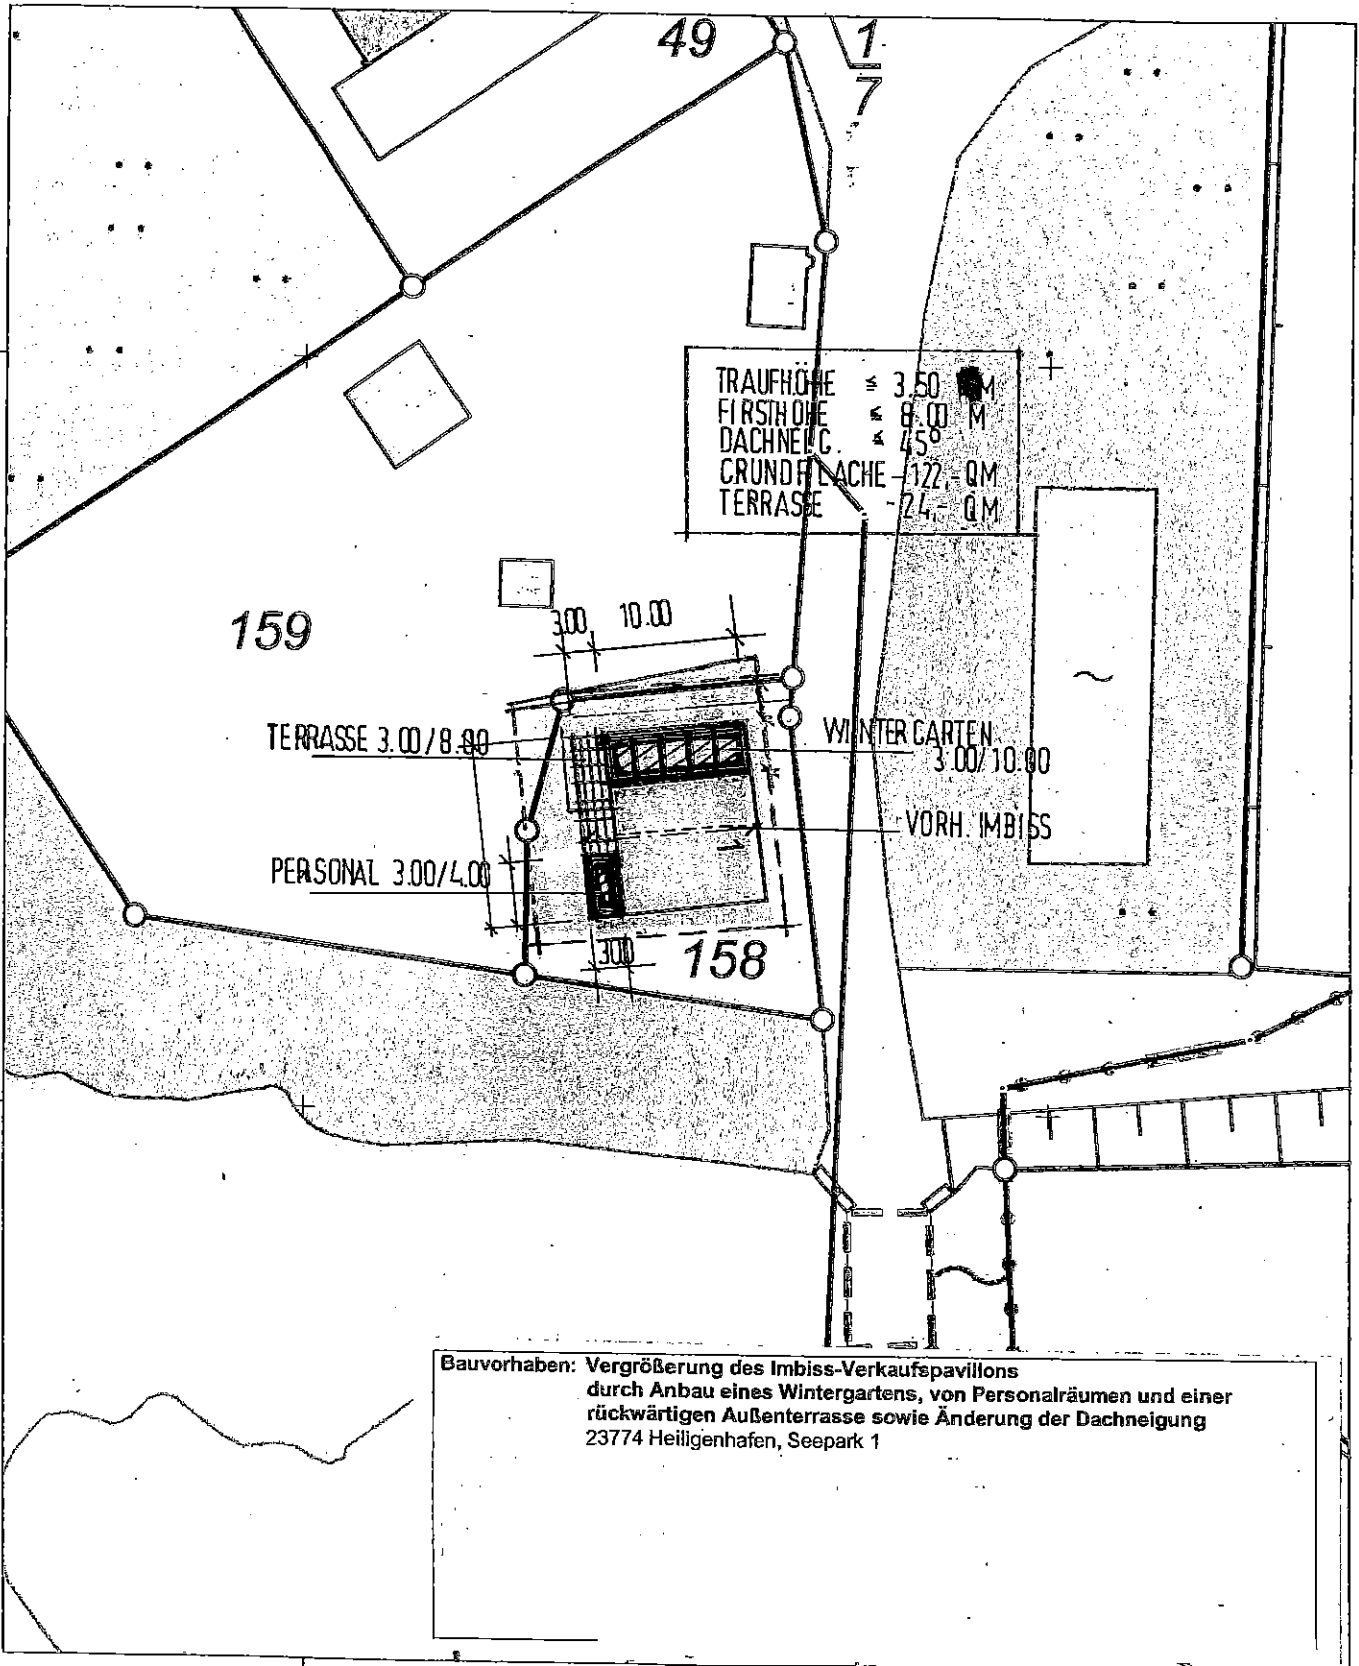 49
1
7
TRAUFHÖHE ≤ 3.50 M
FIRSTHÖHE ≤ 8.00 M
DACHNEIG. ≤ 45°
GRUNDFLÄCHE -122,- QM
TERRASSE -24,- QM
159
3.00 10.00
TERRASSE 3.00/8.00
WINTERGARTEN
3.00/10.00
VORH. IMBISS
PERSONAL 3.00/4.00
3.00
158
Bauvorhaben: Vergrößerung des Imbiss-Verkaufspavillons
durch Anbau eines Wintergartens, von Personalräumen und einer
rückwärtigen Außenterrasse sowie Änderung der Dachneigung
23774 Heiligenhafen, Seepark 1